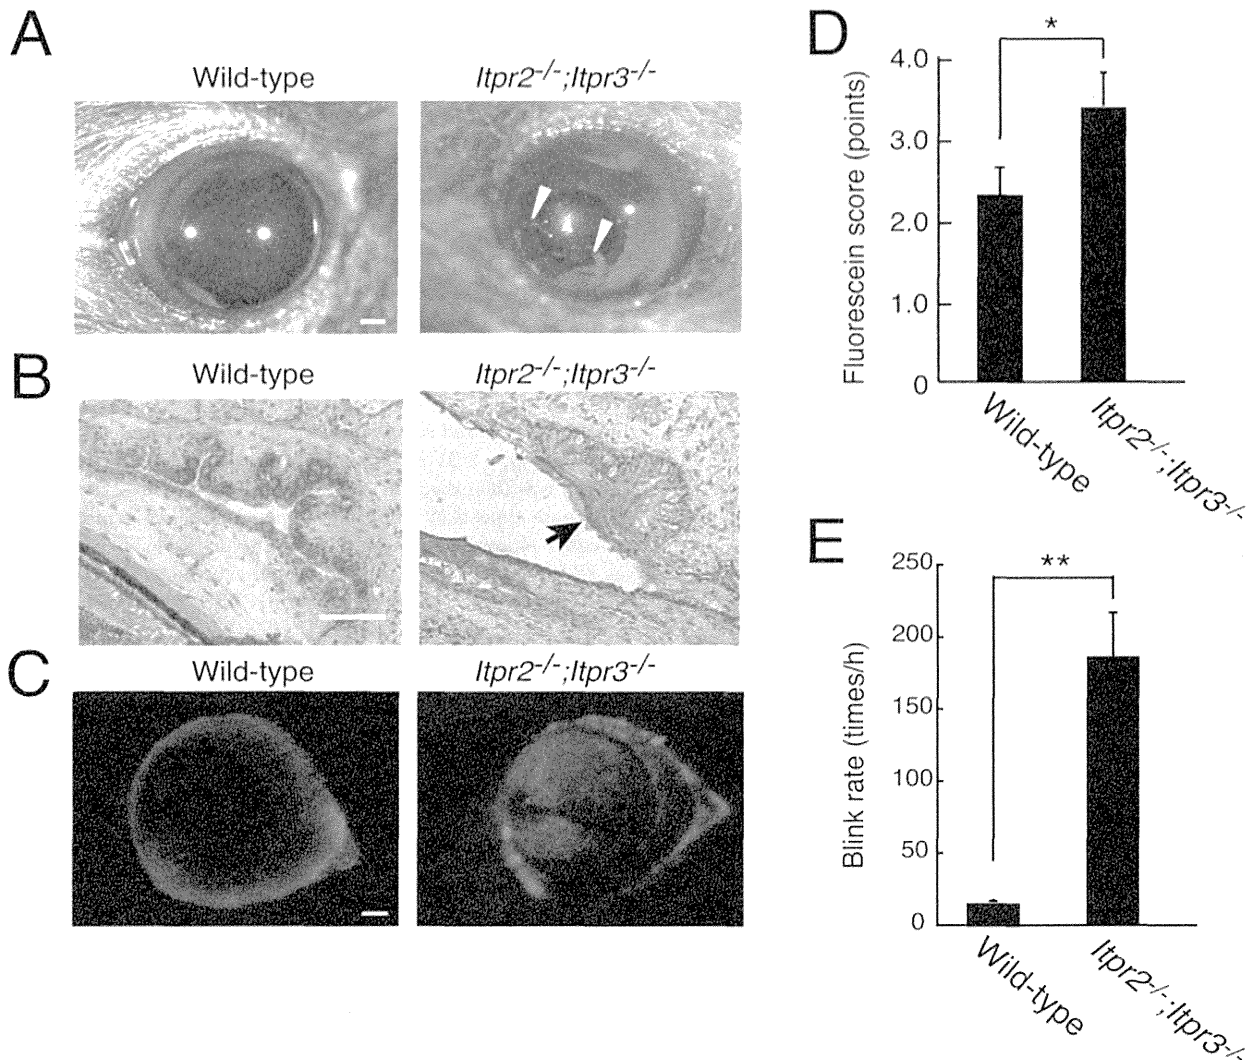 A
Wild-type
Itpr2-/-;Itpr3-/-
B
Wild-type
Itpr2-/-;Itpr3-/-
C
Wild-type
Itpr2-/-;Itpr3-/-
D
*
Fluorescein score (points)
4.0
3.0
2.0
1.0
0
Wild-type
Itpr2-/-;Itpr3-/-
E
**
Blink rate (times/h)
250
200
150
100
50
0
Wild-type
Itpr2-/-;Itpr3-/-